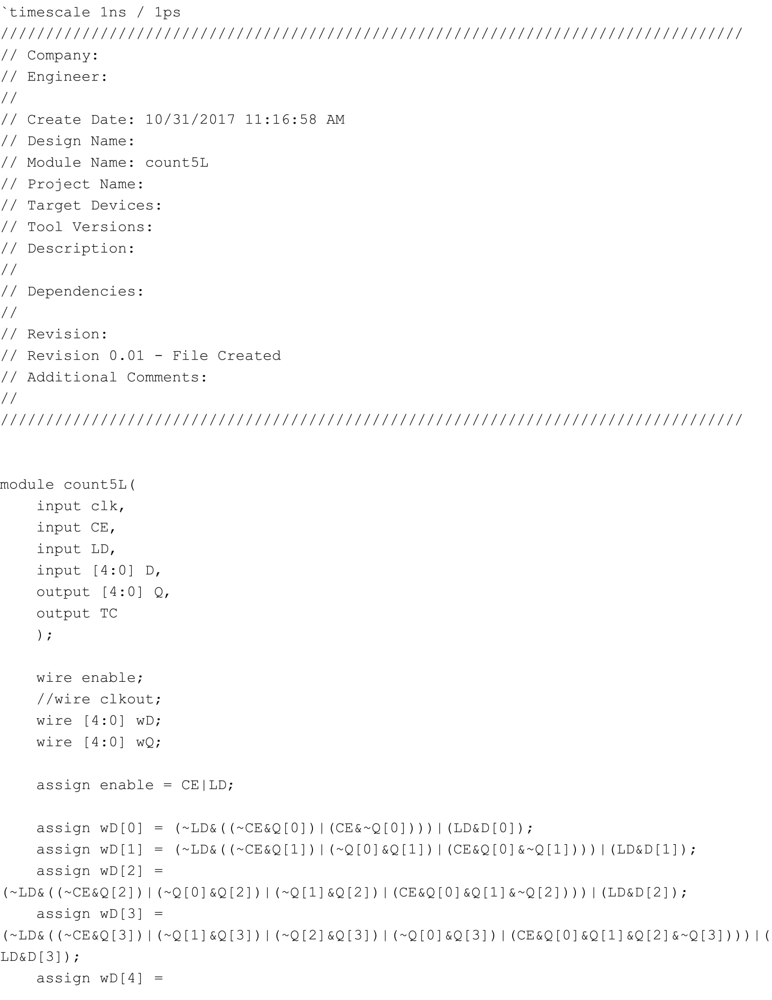 `timescale 1ns / 1ps
//////////////////////////////////////////////////////////////////////////////////
// Company:
// Engineer:
//
// Create Date: 10/31/2017 11:16:58 AM
// Design Name:
// Module Name: count5L
// Project Name:
// Target Devices:
// Tool Versions:
// Description:
//
// Dependencies:
//
// Revision:
// Revision 0.01 - File Created
// Additional Comments:
//
//////////////////////////////////////////////////////////////////////////////////
module count5L(
    input clk,
    input CE,
    input LD,
    input [4:0] D,
    output [4:0] Q,
    output TC
    );
    wire enable;
    //wire clkout;
    wire [4:0] wD;
    wire [4:0] wQ;
    assign enable = CE|LD;
    assign wD[0] = (~LD&((~CE&Q[0])|(CE&~Q[0])))|(LD&D[0]);
    assign wD[1] = (~LD&((~CE&Q[1])|(~Q[0]&Q[1])|(CE&Q[0]&~Q[1])))|(LD&D[1]);
    assign wD[2] =
(~LD&((~CE&Q[2])|(~Q[0]&Q[2])|(~Q[1]&Q[2])|(CE&Q[0]&Q[1]&~Q[2])))|(LD&D[2]);
    assign wD[3] =
(~LD&((~CE&Q[3])|(~Q[1]&Q[3])|(~Q[2]&Q[3])|(~Q[0]&Q[3])|(CE&Q[0]&Q[1]&Q[2]&~Q[3])))|(
LD&D[3]);
    assign wD[4] =